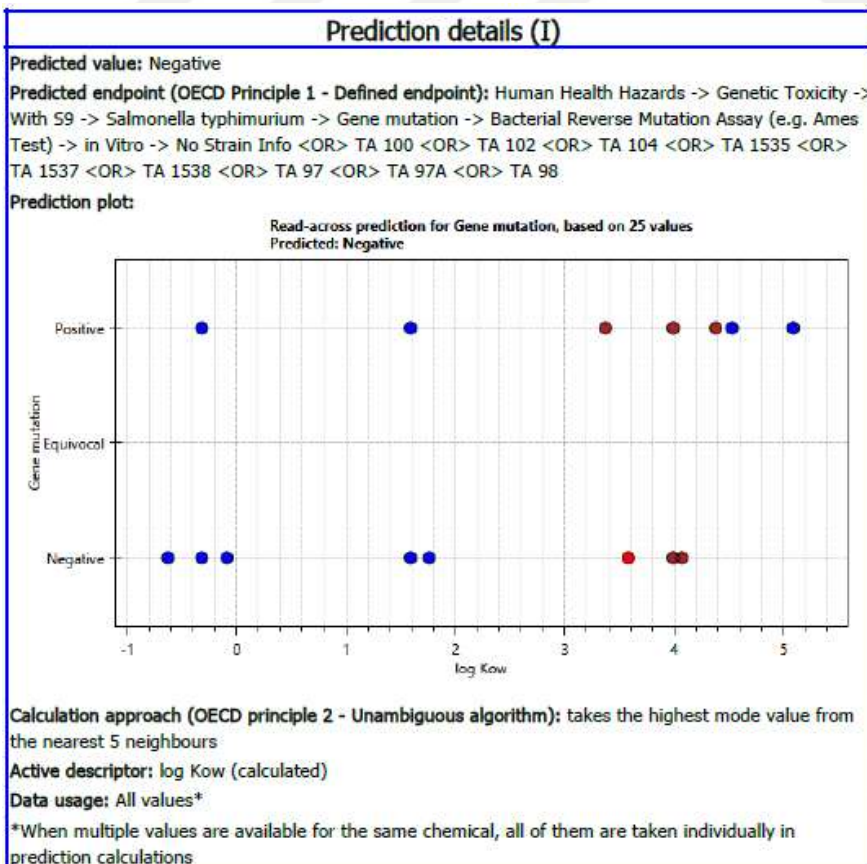 Prediction details (I)
Predicted value: Negative
Predicted endpoint (OECD Principle 1 - Defined endpoint): Human Health Hazards -> Genetic Toxicity ->
With S9 -> Salmonella typhimurium -> Gene mutation -> Bacterial Reverse Mutation Assay (e.g. Ames
Test) -> in Vitro -> No Strain Info <OR> TA 100 <OR> TA 102 <OR> TA 104 <OR> TA 1535 <OR>
TA 1537 <OR> TA 1538 <OR> TA 97 <OR> TA 97A <OR> TA 98
Prediction plot:
Read-across prediction for Gene mutation, based on 25 values
Predicted: Negative
Positive
Equivocal
Negative
Gene mutation
-1 0 1 2 3 4 5
log Kow
Calculation approach (OECD principle 2 - Unambiguous algorithm): takes the highest mode value from
the nearest 5 neighbours
Active descriptor: log Kow (calculated)
Data usage: All values*
*When multiple values are available for the same chemical, all of them are taken individually in
prediction calculations